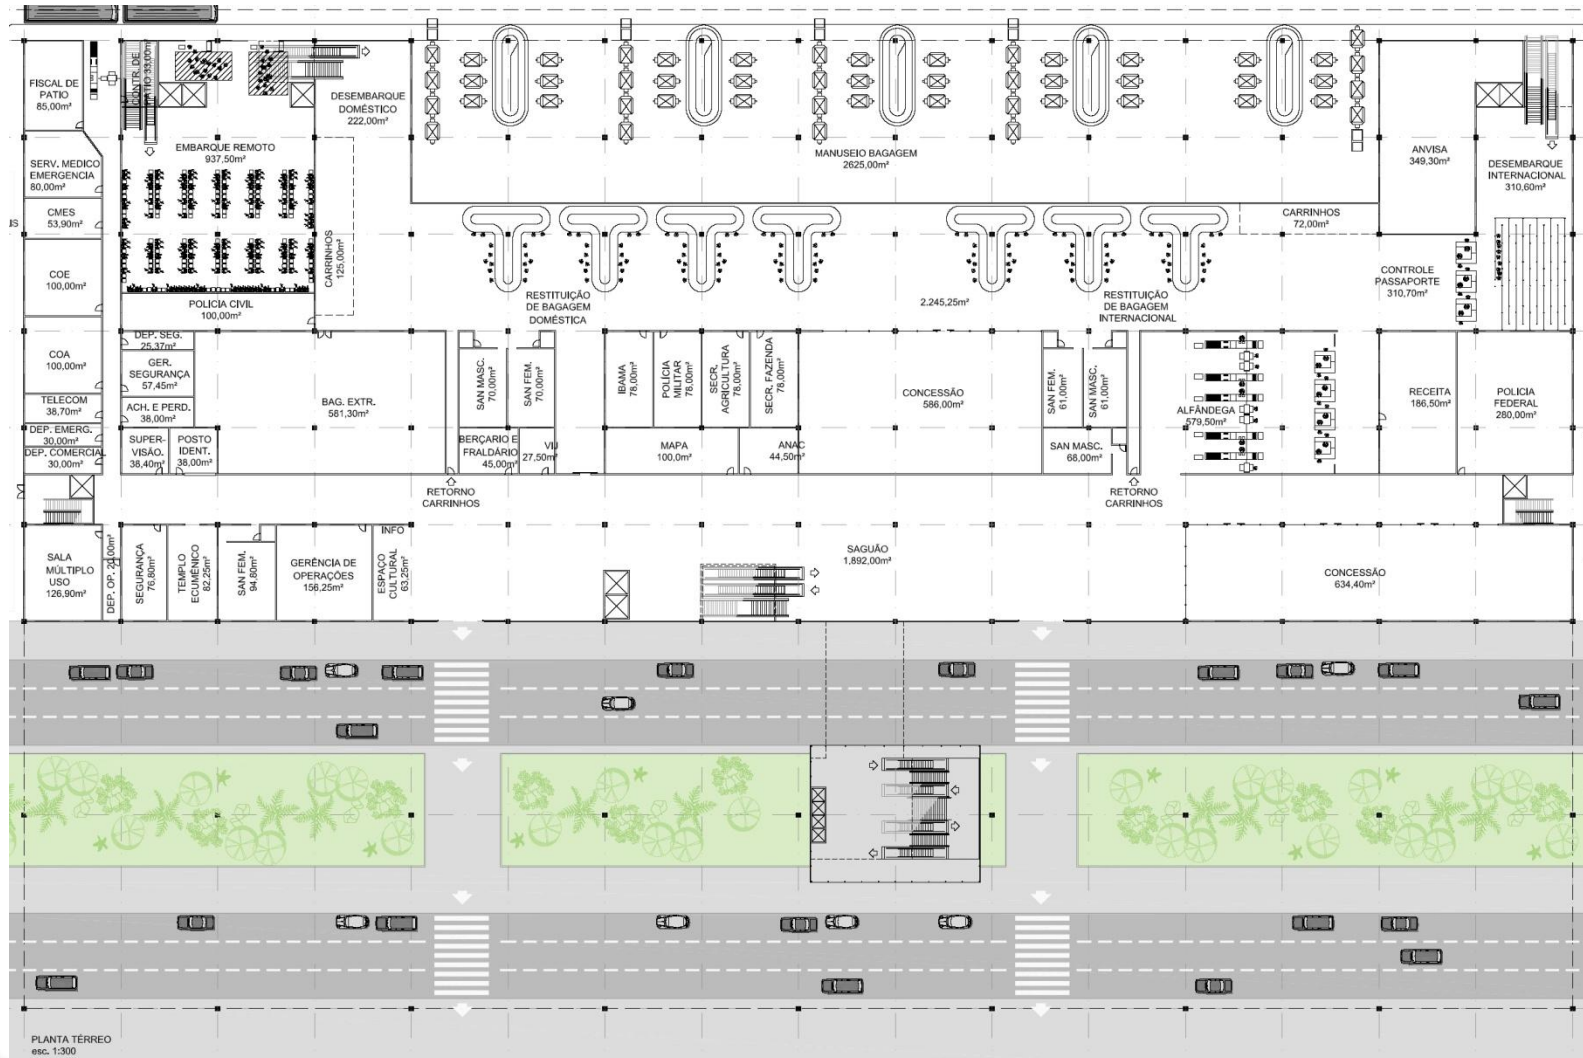 FISCAL DE
PATIO
85,00m²
CONTR. DE
PATIO 33,00m²
DESEMBARQUE
DOMÉSTICO
222,00m²
EMBARQUE REMOTO
937,50m²
MANUSEIO BAGAGEM
2625,00m²
ANVISA
349,30m²
DESEMBARQUE
INTERNACIONAL
310,60m²
SERV. MEDICO
EMERGENCIA
80,00m²
CMES
53,90m²
CARRINHOS
125,00m²
CARRINHOS
72,00m²
COE
100,00m²
CONTROLE
PASSAPORTE
310,70m²
POLICIA CIVIL
100,00m²
RESTITUIÇÃO
DE BAGAGEM
DOMÉSTICA
2.245,25m²
RESTITUIÇÃO
DE BAGAGEM
INTERNACIONAL
COA
100,00m²
DEP. SEG.
25,37m²
GER.
SEGURANÇA
57,45m²
ACH. E PERD.
38,00m²
BAG. EXTR.
581,30m²
SAN MASC.
70,00m²
SAN FEM.
70,00m²
IBAMA
78,00m²
POLÍCIA
MILITAR
78,00m²
SECR.
AGRICULTURA
78,00m²
SECR. FAZENDA
78,00m²
CONCESSÃO
586,00m²
SAN FEM.
61,00m²
SAN MASC.
61,00m²
ALFÂNDEGA
579,50m²
RECEITA
186,50m²
POLICIA
FEDERAL
280,00m²
TELECOM
38,70m²
DEP. EMERG.
30,00m²
DEP. COMERCIAL
30,00m²
SUPER-
VISÃO.
38,40m²
POSTO
IDENT.
38,00m²
BERÇARIO E
FRALDÁRIO
45,00m²
VIJ
27,50m²
MAPA
100,0m²
ANAC
44,50m²
SAN MASC.
68,00m²
RETORNO
CARRINHOS
RETORNO
CARRINHOS
SALA
MÚLTIPLO
USO
126,90m²
DEP. OP. 20,00m²
SEGURANÇA
76,80m²
TEMPLO
ECUMÊNICO
82,25m²
SAN FEM.
94,80m²
GERÊNCIA DE
OPERAÇÕES
156,25m²
INFO
ESPAÇO
CULTURAL
63,25m²
SAGUÃO
1,892,00m²
CONCESSÃO
634,40m²
PLANTA TÉRREO
esc. 1:300